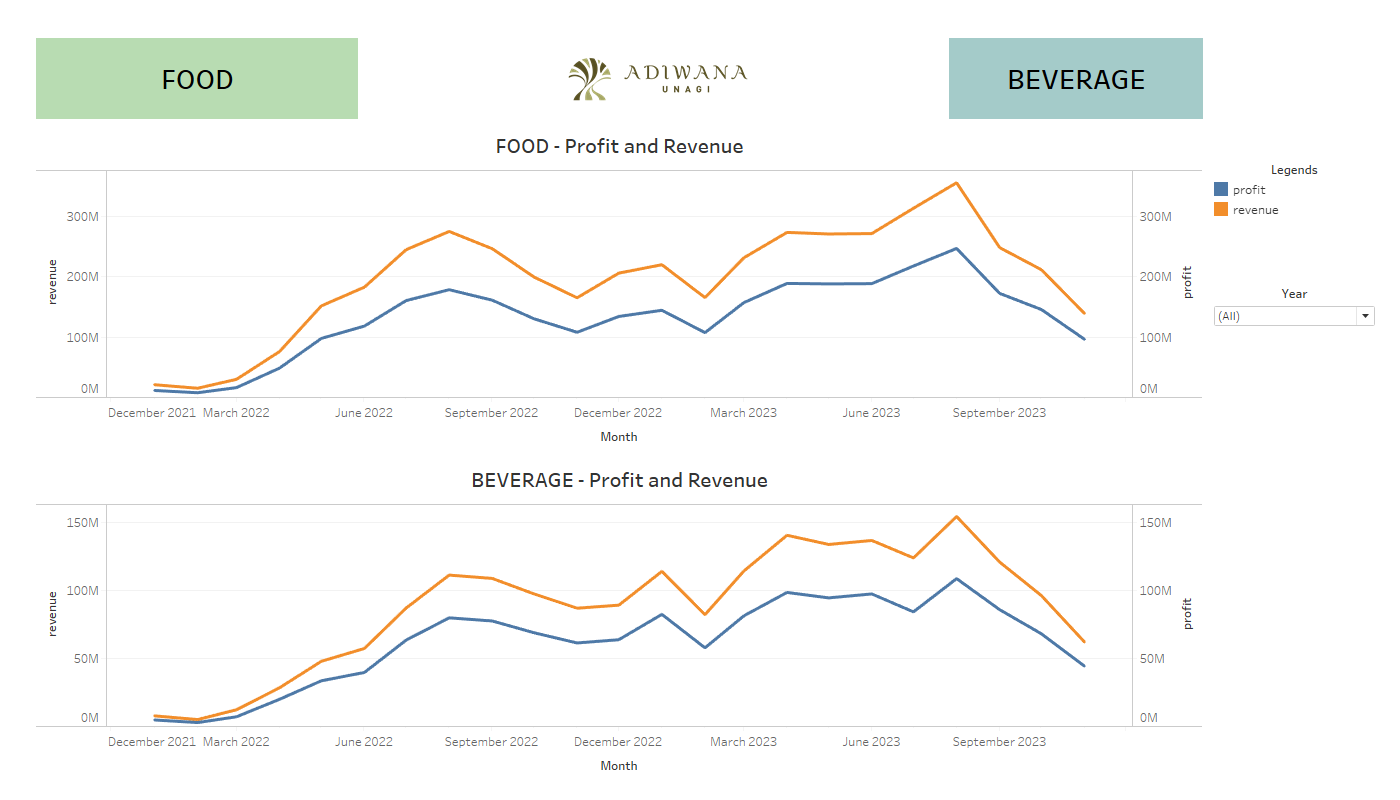 FOOD
ADIWANA
UNAGI
BEVERAGE
FOOD - Profit and Revenue
Legends
profit
revenue
300M
200M
100M
0M
revenue
300M
200M
100M
0M
profit
Year
(All)
December 2021 March 2022 June 2022 September 2022 December 2022 March 2023 June 2023 September 2023
Month
BEVERAGE - Profit and Revenue
150M
100M
50M
0M
revenue
150M
100M
50M
0M
profit
December 2021 March 2022 June 2022 September 2022 December 2022 March 2023 June 2023 September 2023
Month